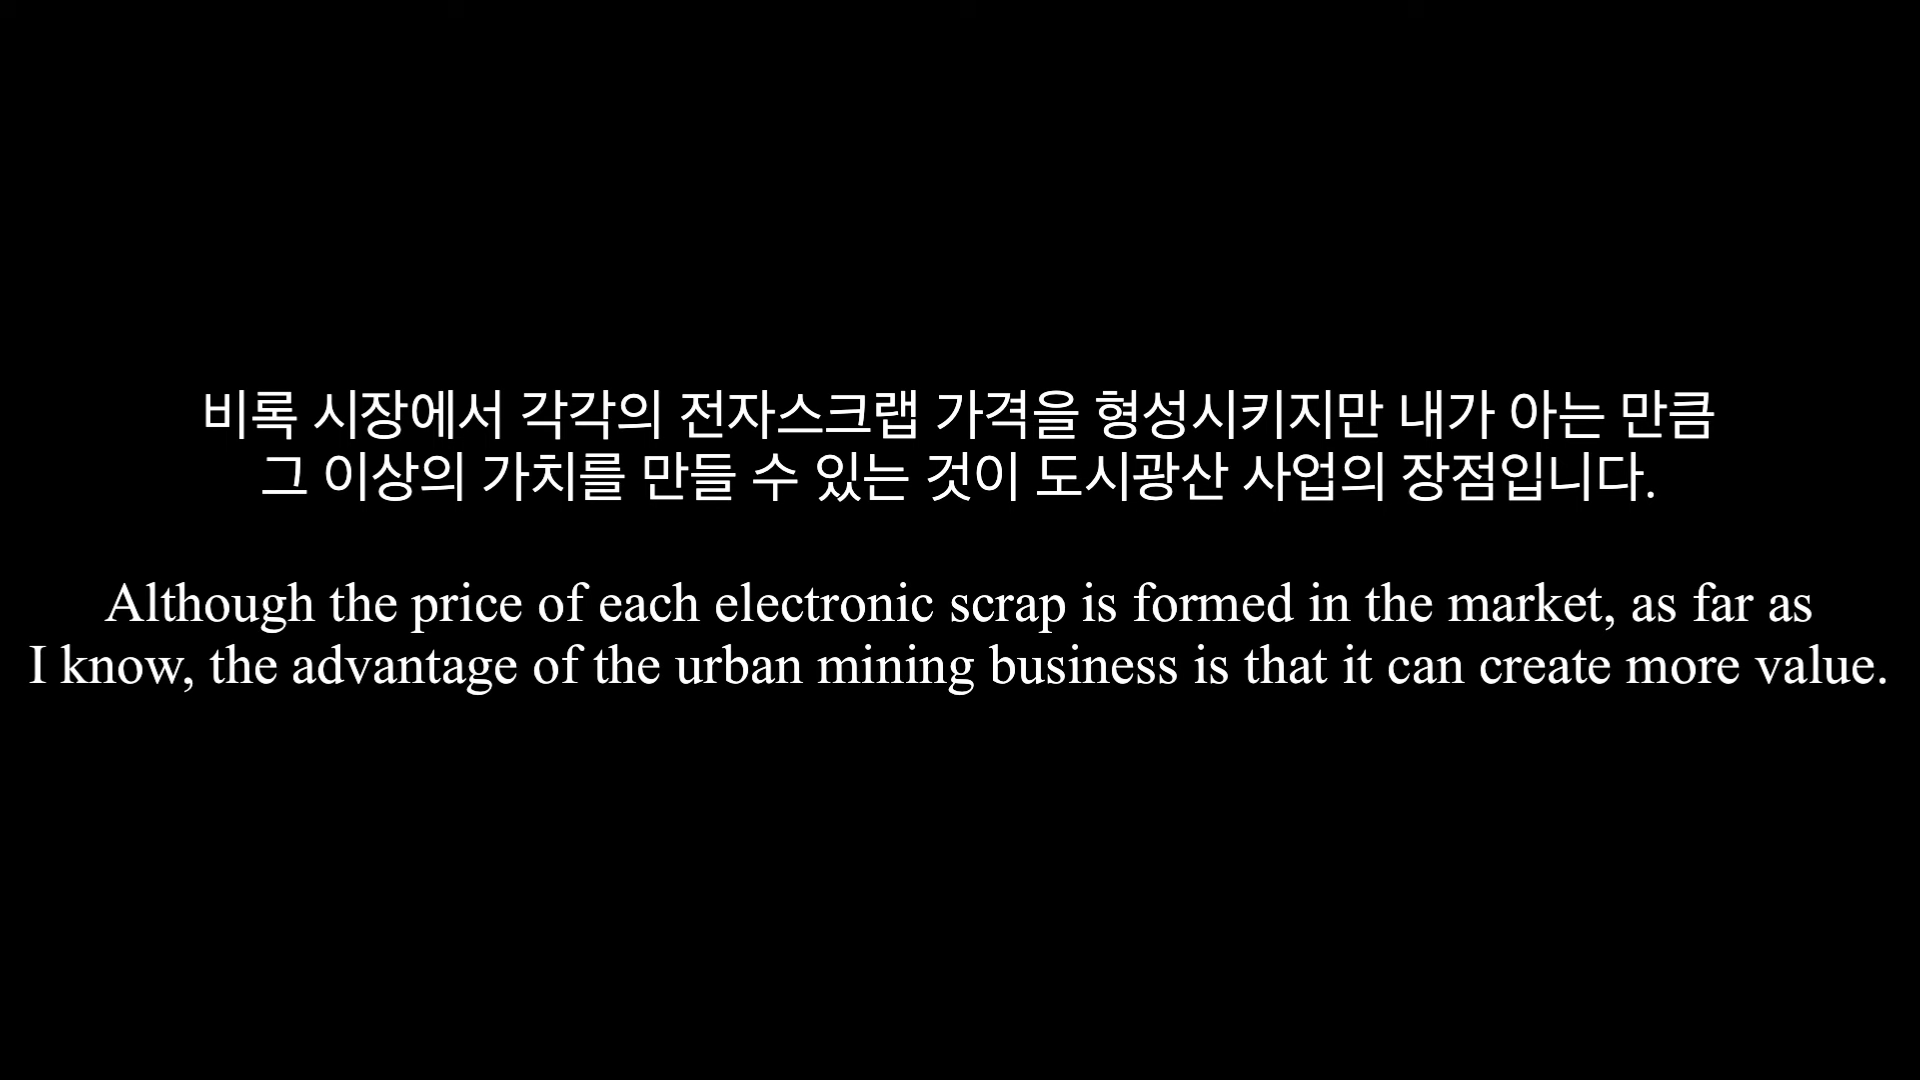 비록 시장에서 각각의 전자스크랩 가격을 형성시키지만 내가 아는 만큼
그 이상의 가치를 만들 수 있는 것이 도시광산 사업의 장점입니다.
Although the price of each electronic scrap is formed in the market, as far as
I know, the advantage of the urban mining business is that it can create more value.